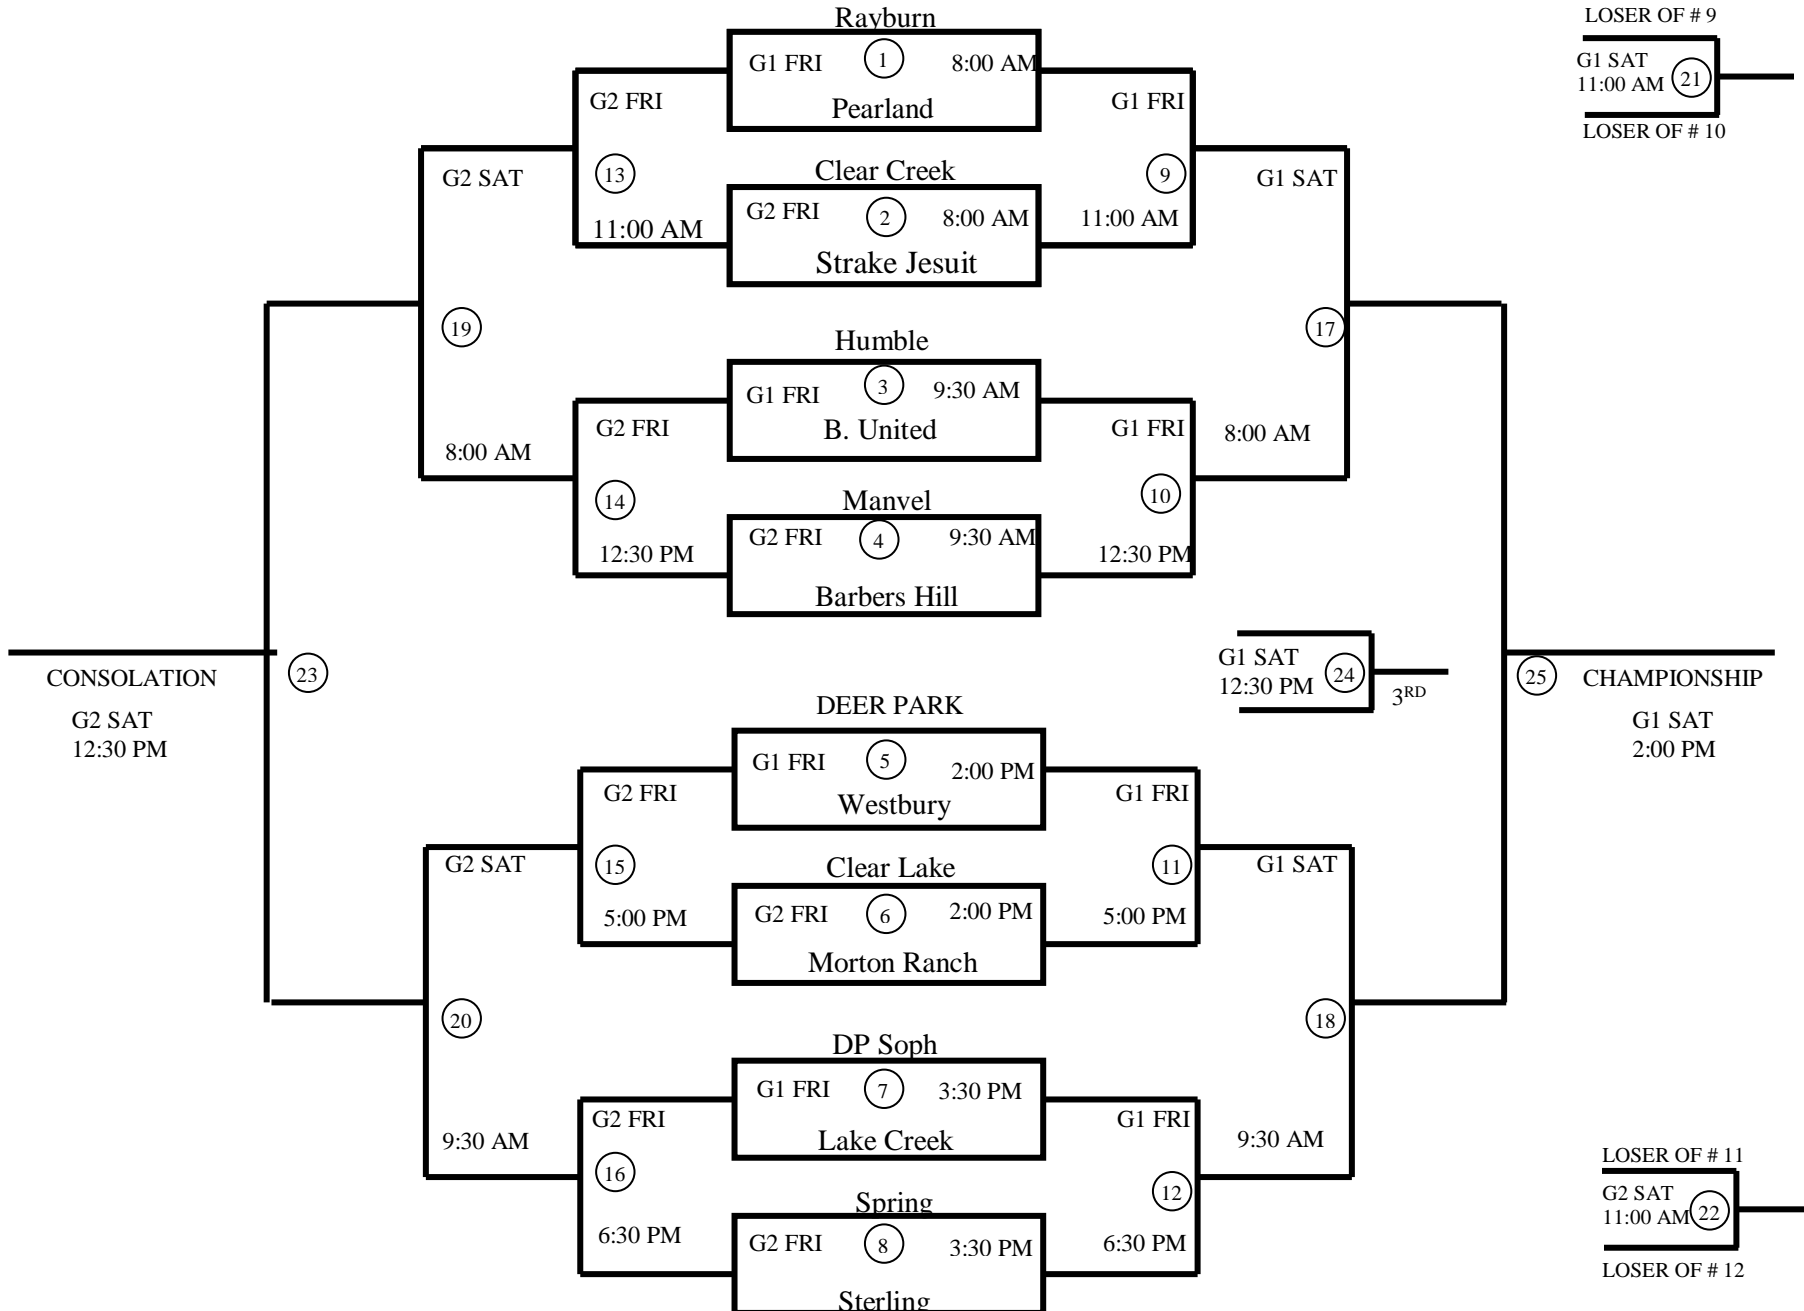 Rayburn
G1 FRI 1 8:00 AM
Pearland
LOSER OF # 9
G1 SAT
11:00 AM 21
LOSER OF # 10
G2 FRI
13
11:00 AM
G1 FRI
9
11:00 AM
Clear Creek
G2 FRI 2 8:00 AM
Strake Jesuit
G2 SAT
19
8:00 AM
G1 SAT
17
8:00 AM
Humble
G1 FRI 3 9:30 AM
B. United
G2 FRI
14
12:30 PM
G1 FRI
10
12:30 PM
Manvel
G2 FRI 4 9:30 AM
Barbers Hill
CONSOLATION 23
G2 SAT
12:30 PM
G1 SAT
12:30 PM 24
3RD
25 CHAMPIONSHIP
G1 SAT
2:00 PM
DEER PARK
G1 FRI 5 2:00 PM
Westbury
G2 FRI
15
5:00 PM
G1 FRI
11
5:00 PM
Clear Lake
G2 FRI 6 2:00 PM
Morton Ranch
G2 SAT
20
9:30 AM
G1 SAT
18
9:30 AM
DP Soph
G1 FRI 7 3:30 PM
Lake Creek
G2 FRI
16
6:30 PM
G1 FRI
12
6:30 PM
Spring
G2 FRI 8 3:30 PM
Sterling
LOSER OF # 11
G2 SAT
11:00 AM 22
LOSER OF # 12